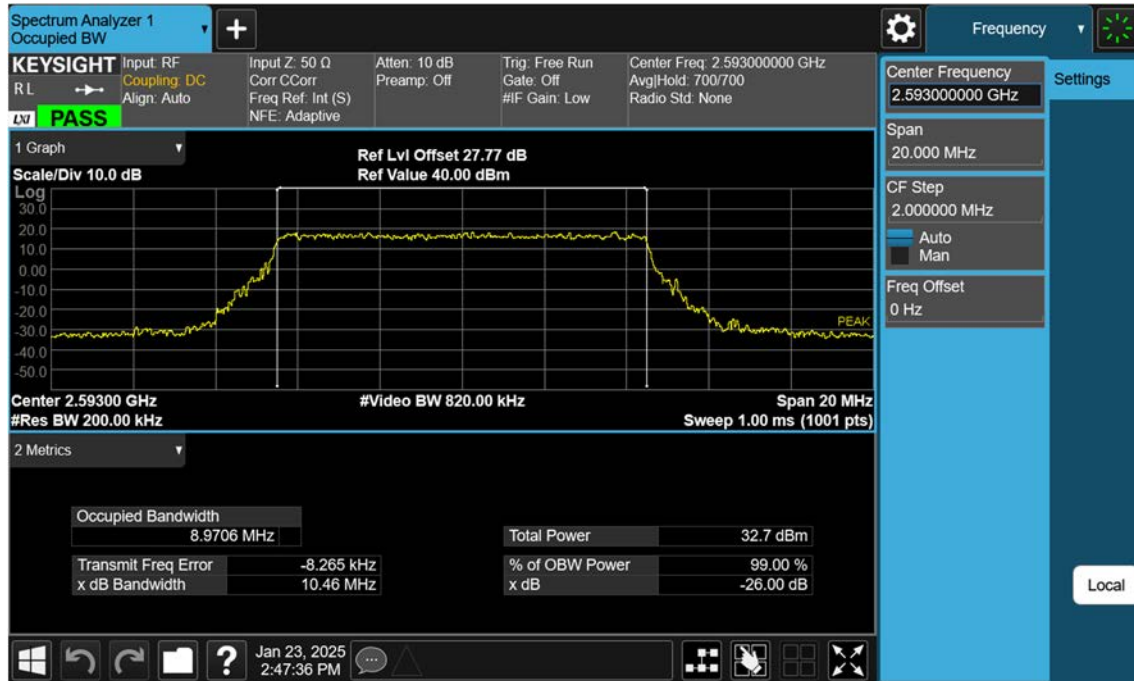 Spectrum Analyzer 1
Occupied BW
Frequency
KEYSIGHT
RL
LXI PASS
Input: RF
Coupling: DC
Align: Auto
Input Z: 50 Ω
Corr CCorr
Freq Ref: Int (S)
NFE: Adaptive
Atten: 10 dB
Preamp: Off
Trig: Free Run
Gate: Off
#IF Gain: Low
Center Freq: 2.593000000 GHz
Avg|Hold: 700/700
Radio Std: None
Center Frequency
2.593000000 GHz
Settings
Span
20.000 MHz
CF Step
2.000000 MHz
Auto
Man
Freq Offset
0 Hz
1 Graph
Scale/Div 10.0 dB
Ref Lvl Offset 27.77 dB
Ref Value 40.00 dBm
Log
30.0
20.0
10.0
0.00
-10.0
-20.0
-30.0
-40.0
-50.0
PEAK
Center 2.59300 GHz
#Video BW 820.00 kHz
Span 20 MHz
#Res BW 200.00 kHz
Sweep 1.00 ms (1001 pts)
2 Metrics
Occupied Bandwidth
8.9706 MHz
Total Power 32.7 dBm
Transmit Freq Error -8.265 kHz
% of OBW Power 99.00 %
x dB Bandwidth 10.46 MHz
x dB -26.00 dB
Local
?
Jan 23, 2025
2:47:36 PM